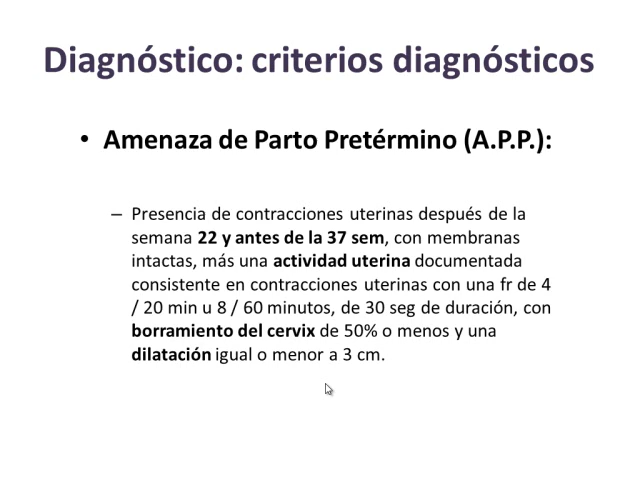 Diagnóstico: criterios diagnósticos
• Amenaza de Parto Pretérmino (A.P.P.):
– Presencia de contracciones uterinas después de la
semana 22 y antes de la 37 sem, con membranas
intactas, más una actividad uterina documentada
consistente en contracciones uterinas con una fr de 4
/ 20 min u 8 / 60 minutos, de 30 seg de duración, con
borramiento del cervix de 50% o menos y una
dilatación igual o menor a 3 cm.